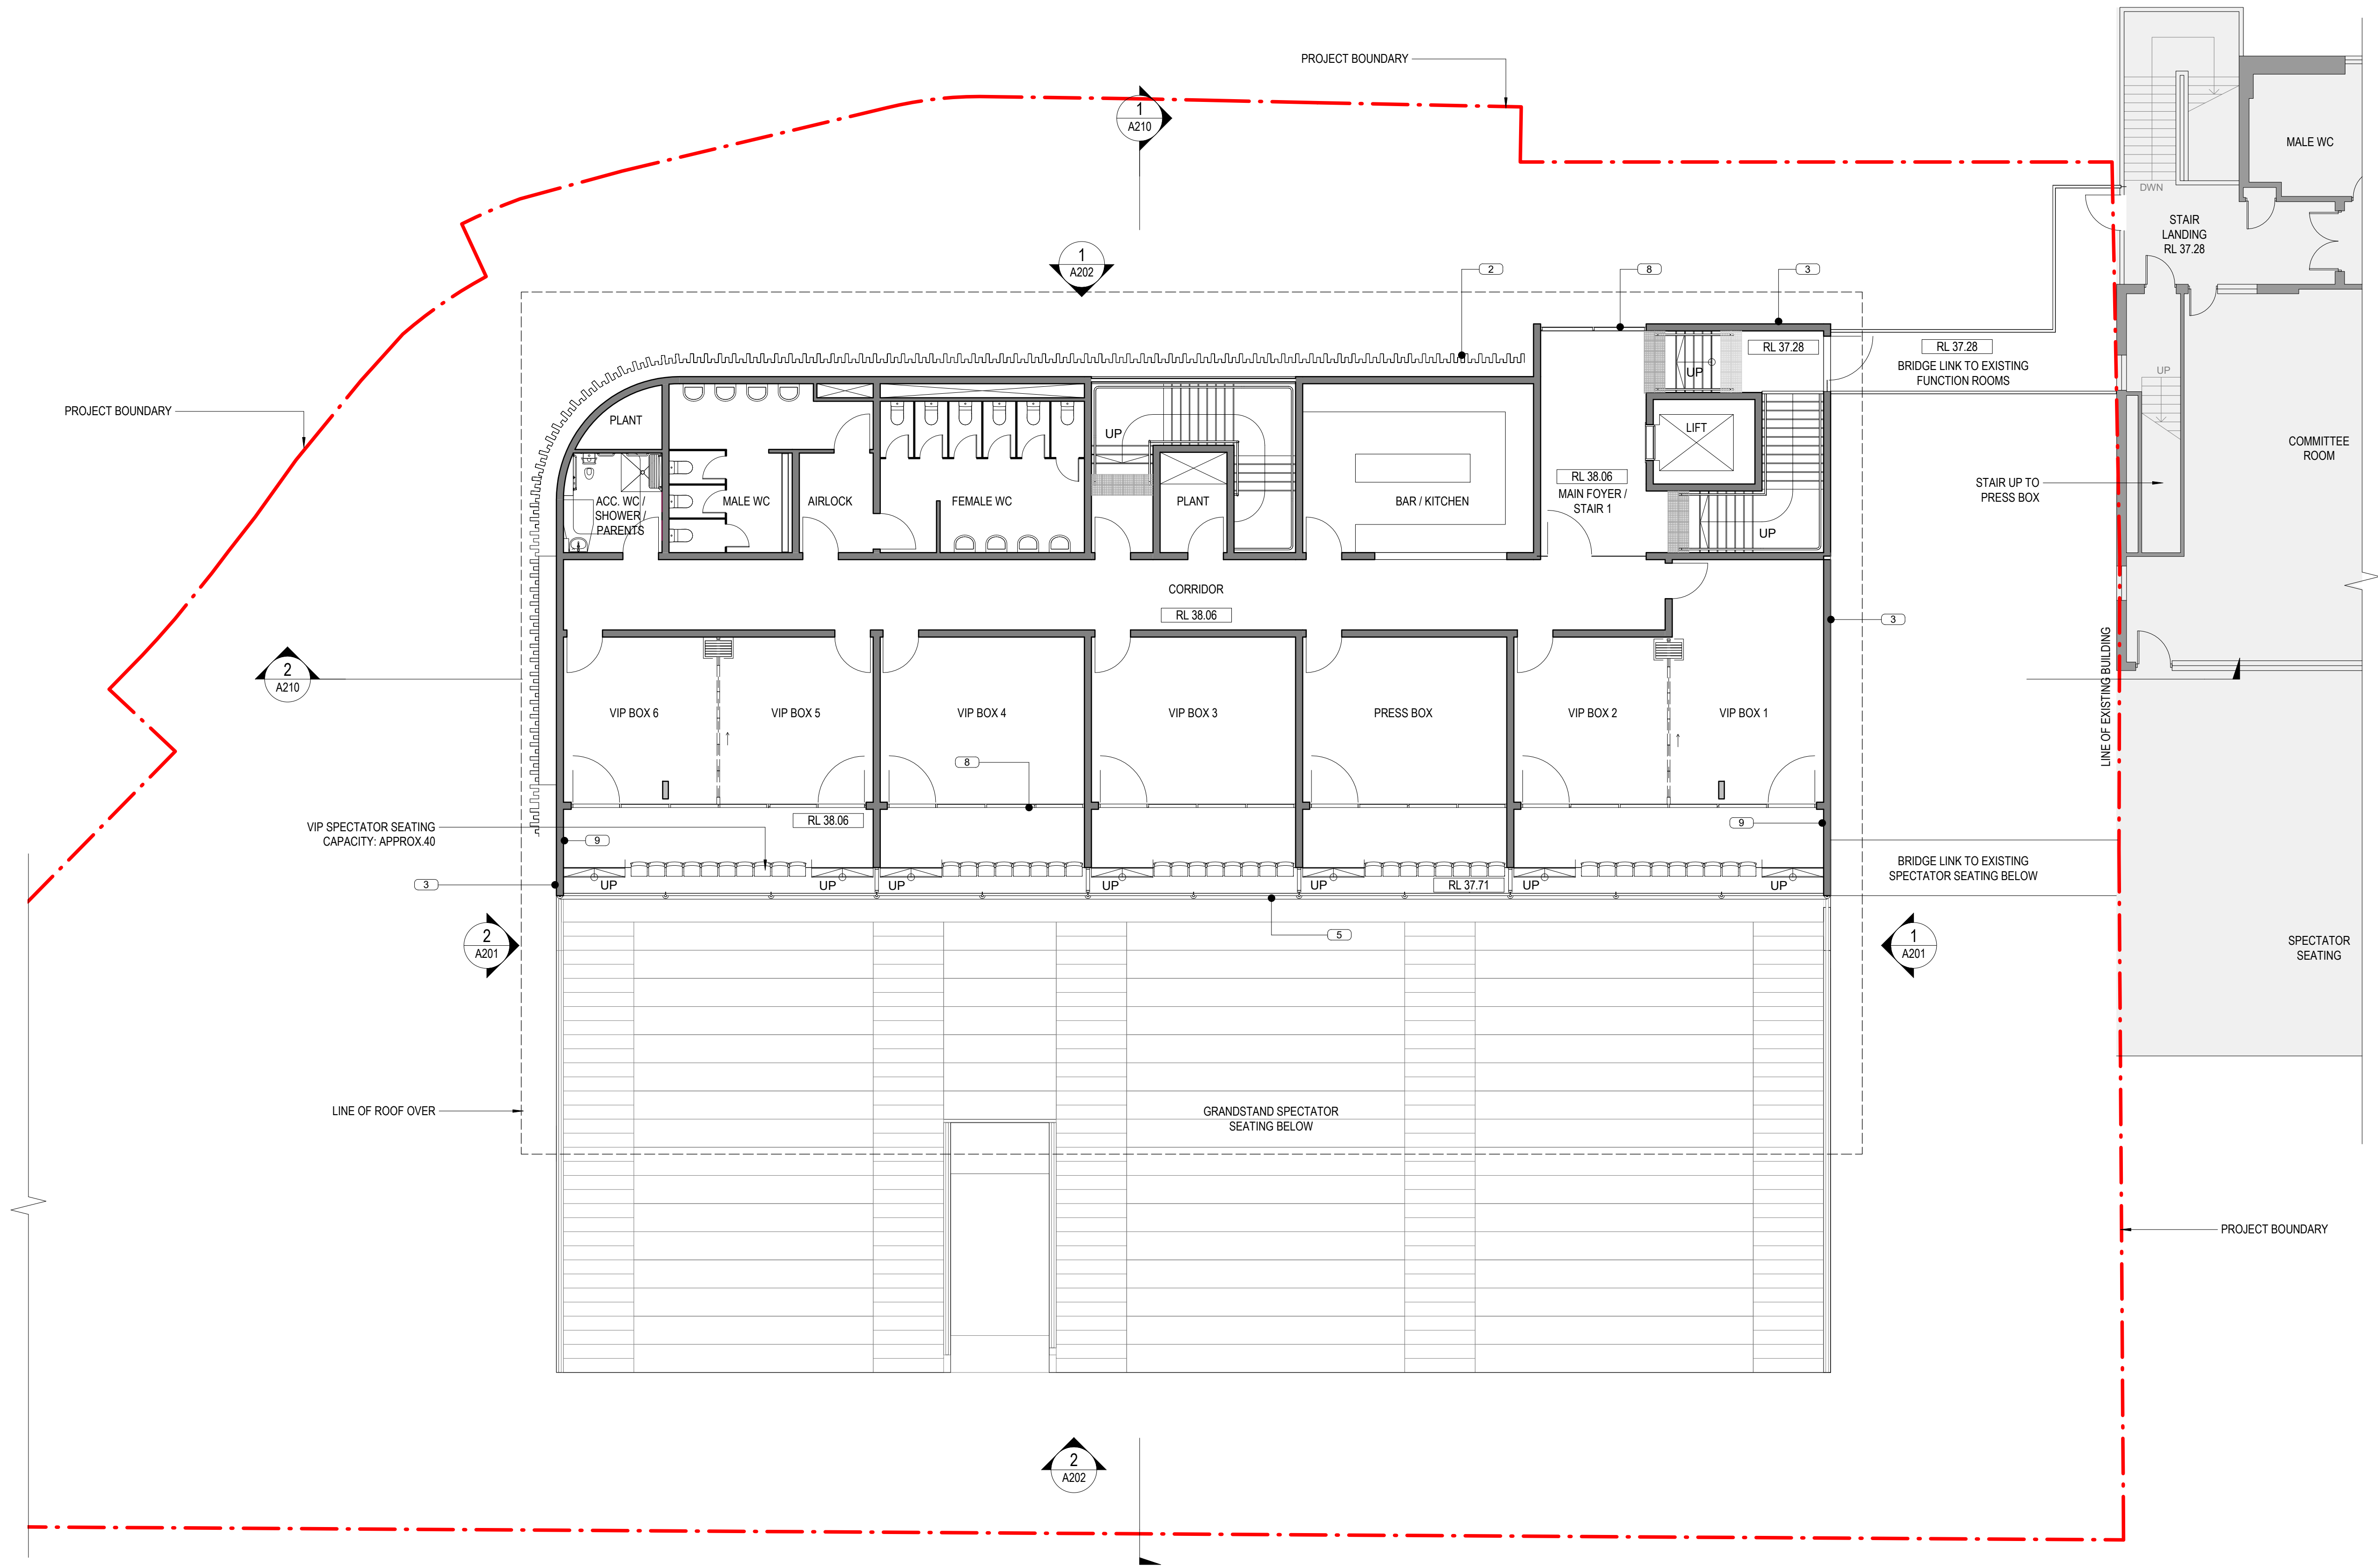 PROJECT BOUNDARY
1
A210
MALE WC
DWN
STAIR
LANDING
RL 37.28
1
A202
2
8
3
RL 37.28
UP
RL 37.28
BRIDGE LINK TO EXISTING
FUNCTION ROOMS
UP
PROJECT BOUNDARY
PLANT
UP
LIFT
COMMITTEE
ROOM
RL 38.06
MAIN FOYER /
STAIR 1
STAIR UP TO
PRESS BOX
ACC. WC /
SHOWER /
PARENTS
MALE WC
AIRLOCK
FEMALE WC
PLANT
BAR / KITCHEN
UP
CORRIDOR
RL 38.06
3
LINE OF EXISTING BUILDING
2
A210
VIP BOX 6
VIP BOX 5
VIP BOX 4
VIP BOX 3
PRESS BOX
VIP BOX 2
VIP BOX 1
8
RL 38.06
VIP SPECTATOR SEATING
CAPACITY: APPROX.40
9
9
BRIDGE LINK TO EXISTING
SPECTATOR SEATING BELOW
3
UP
UP
UP
UP
UP
RL 37.71
UP
UP
5
2
A201
1
A201
SPECTATOR
SEATING
LINE OF ROOF OVER
GRANDSTAND SPECTATOR
SEATING BELOW
PROJECT BOUNDARY
2
A202